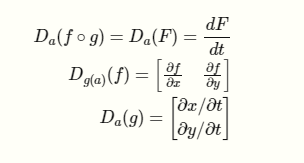 D_a(f ∘ g) = D_a(F) = dF/dt
D_{g(a)}(f) = [∂f/∂x ∂f/∂y]
D_a(g) = [∂x/∂t
∂y/∂t]